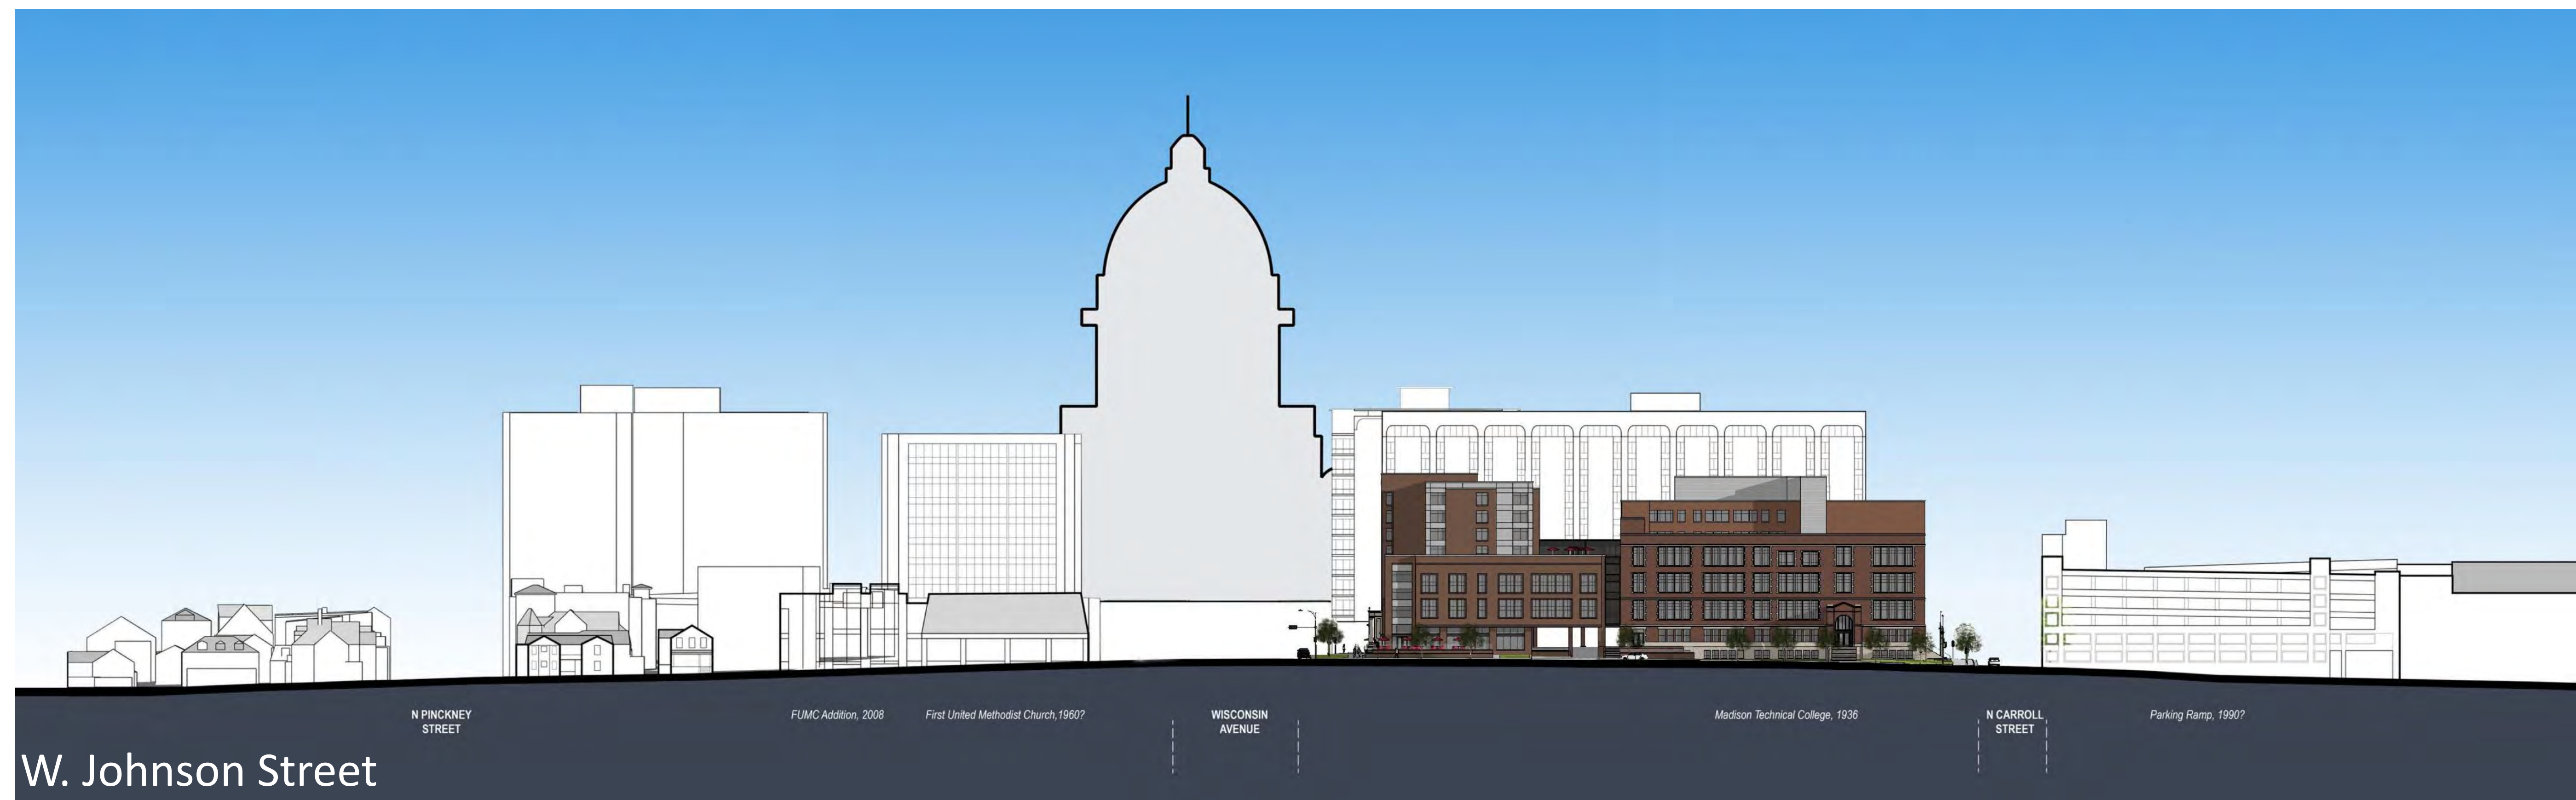 N PINCKNEY
STREET
FUMC Addition, 2008
First United Methodist Church,1960?
WISCONSIN
AVENUE
Madison Technical College, 1936
N CARROLL
STREET
Parking Ramp, 1990?
W. Johnson Street